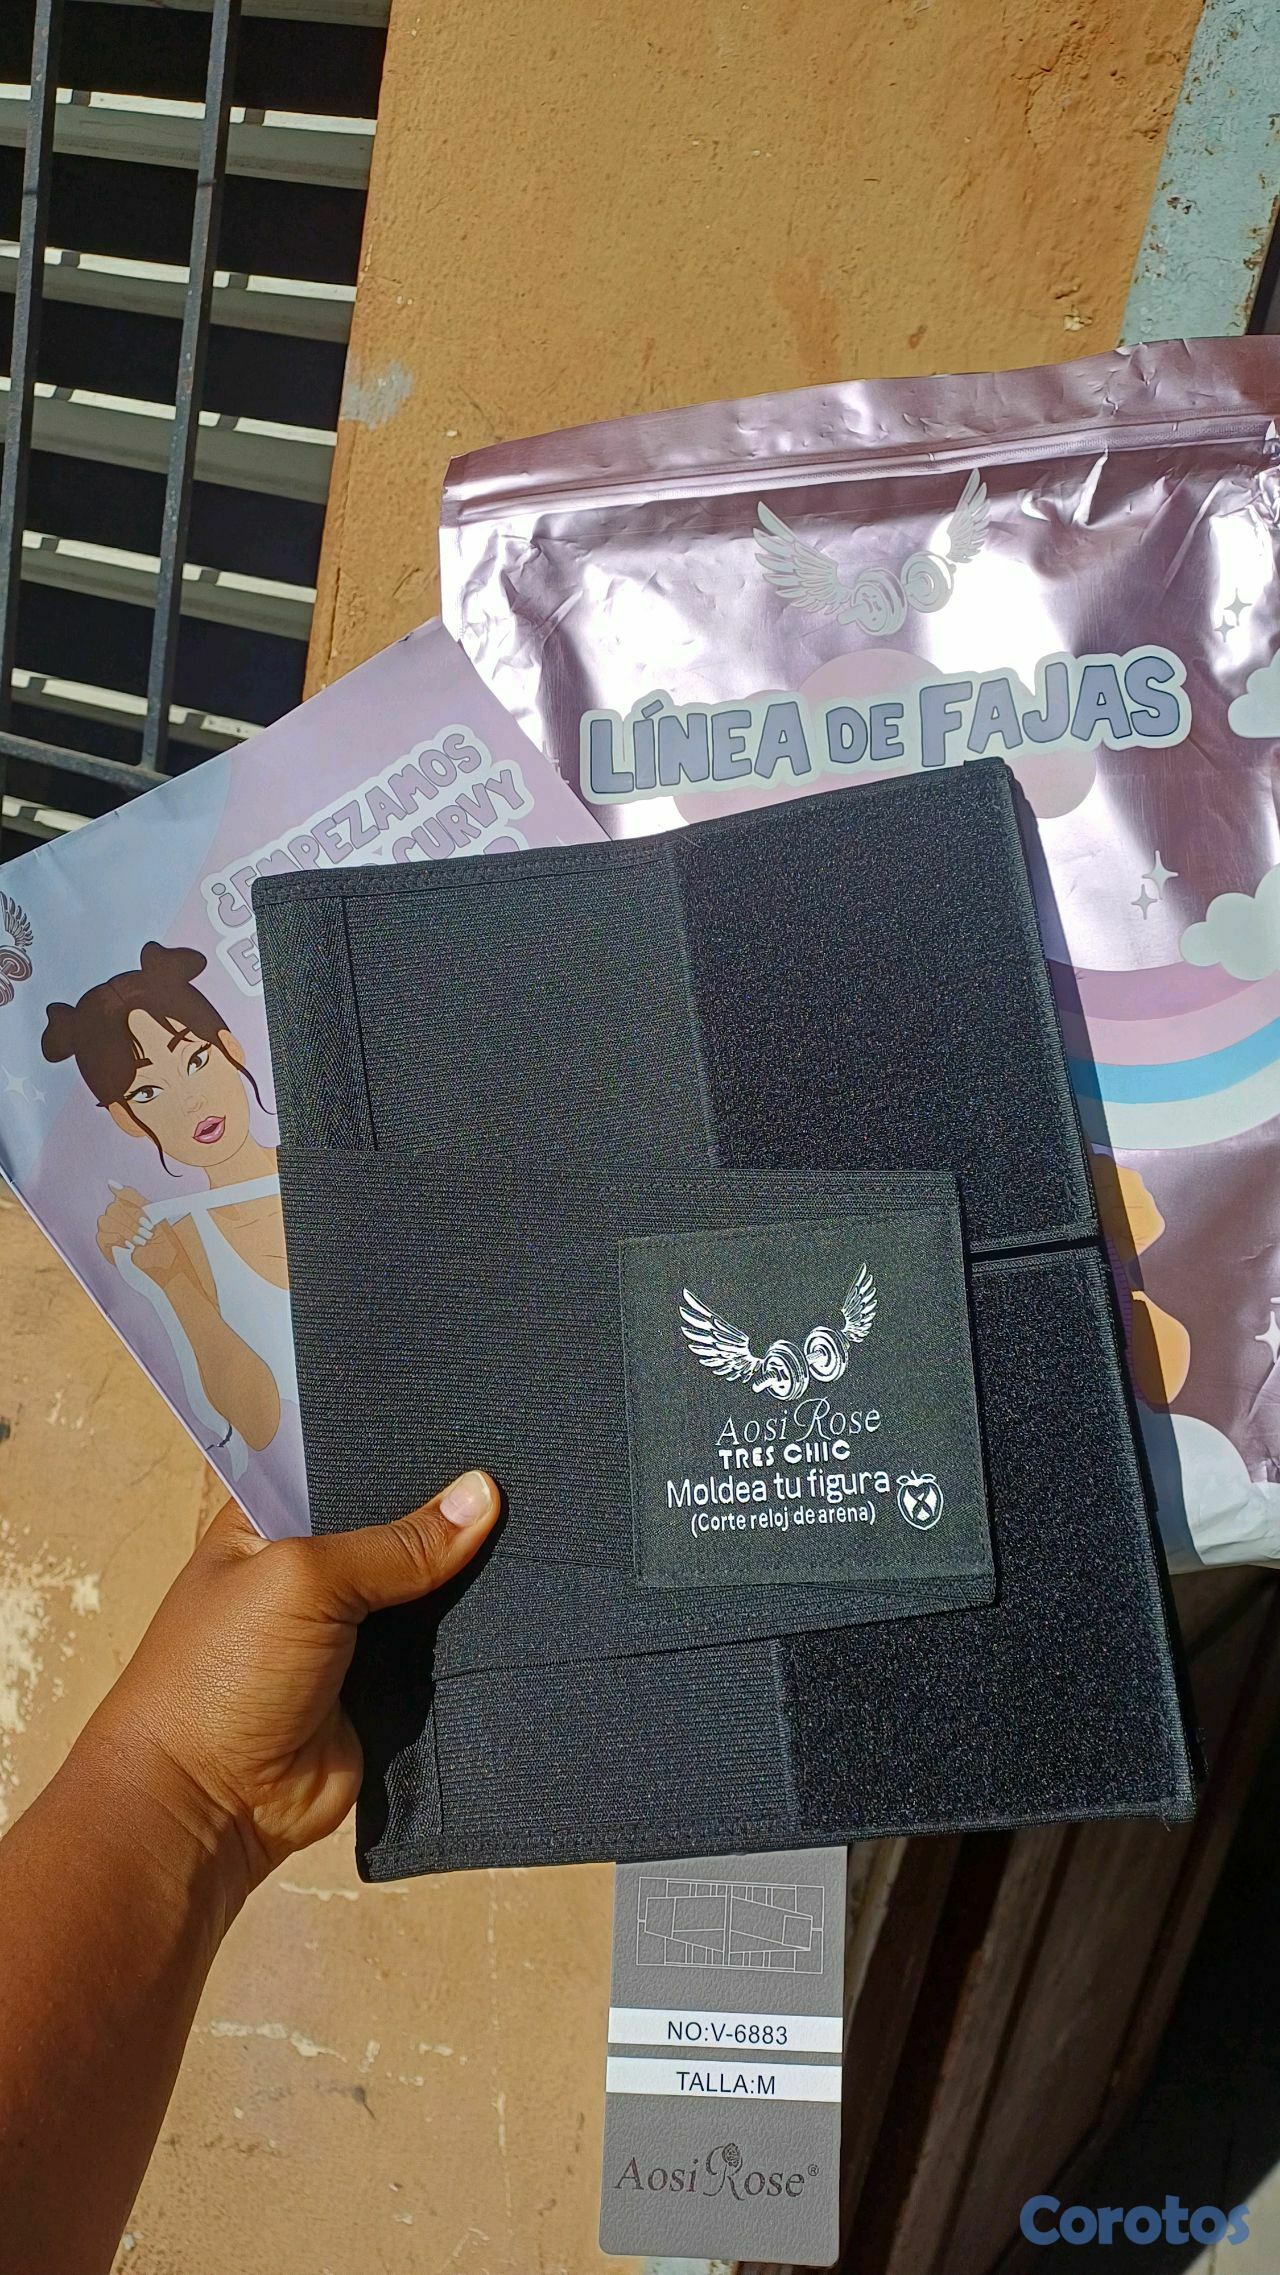 LÍNEA DE FAJAS
¿EMPEZAMOS
CURVY
Aosi Rose
TRES CHIC
Moldea tu figura
(Corte reloj de arena)
NO:V-6883
TALLA:M
Aosi Rose®
Corotos